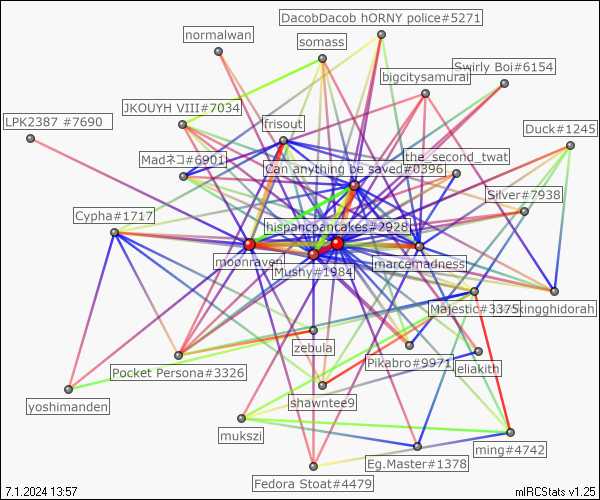 DacobDacob hORNY police#5271
normalwan
somass
Swirly Boi#6154
bigcitysamurai
JKOUYH VIII#7034
LPK2387 #7690
frisout
Duck#1245
Madネコ#6901
the_second_twat
Can anything be saved#0396
Silver#7938
Cypha#1717
hispancpancakes#2928
moonraven
marcemadness
Mushy#1984
Majestic#3375
kingghidorah
zebula
Pikabro#9971
eliakith
Pocket Persona#3326
shawntee9
yoshimanden
mukszi
ming#4742
Eg.Master#1378
Fedora Stoat#4479
7.1.2024 13:57
mIRCStats v1.25